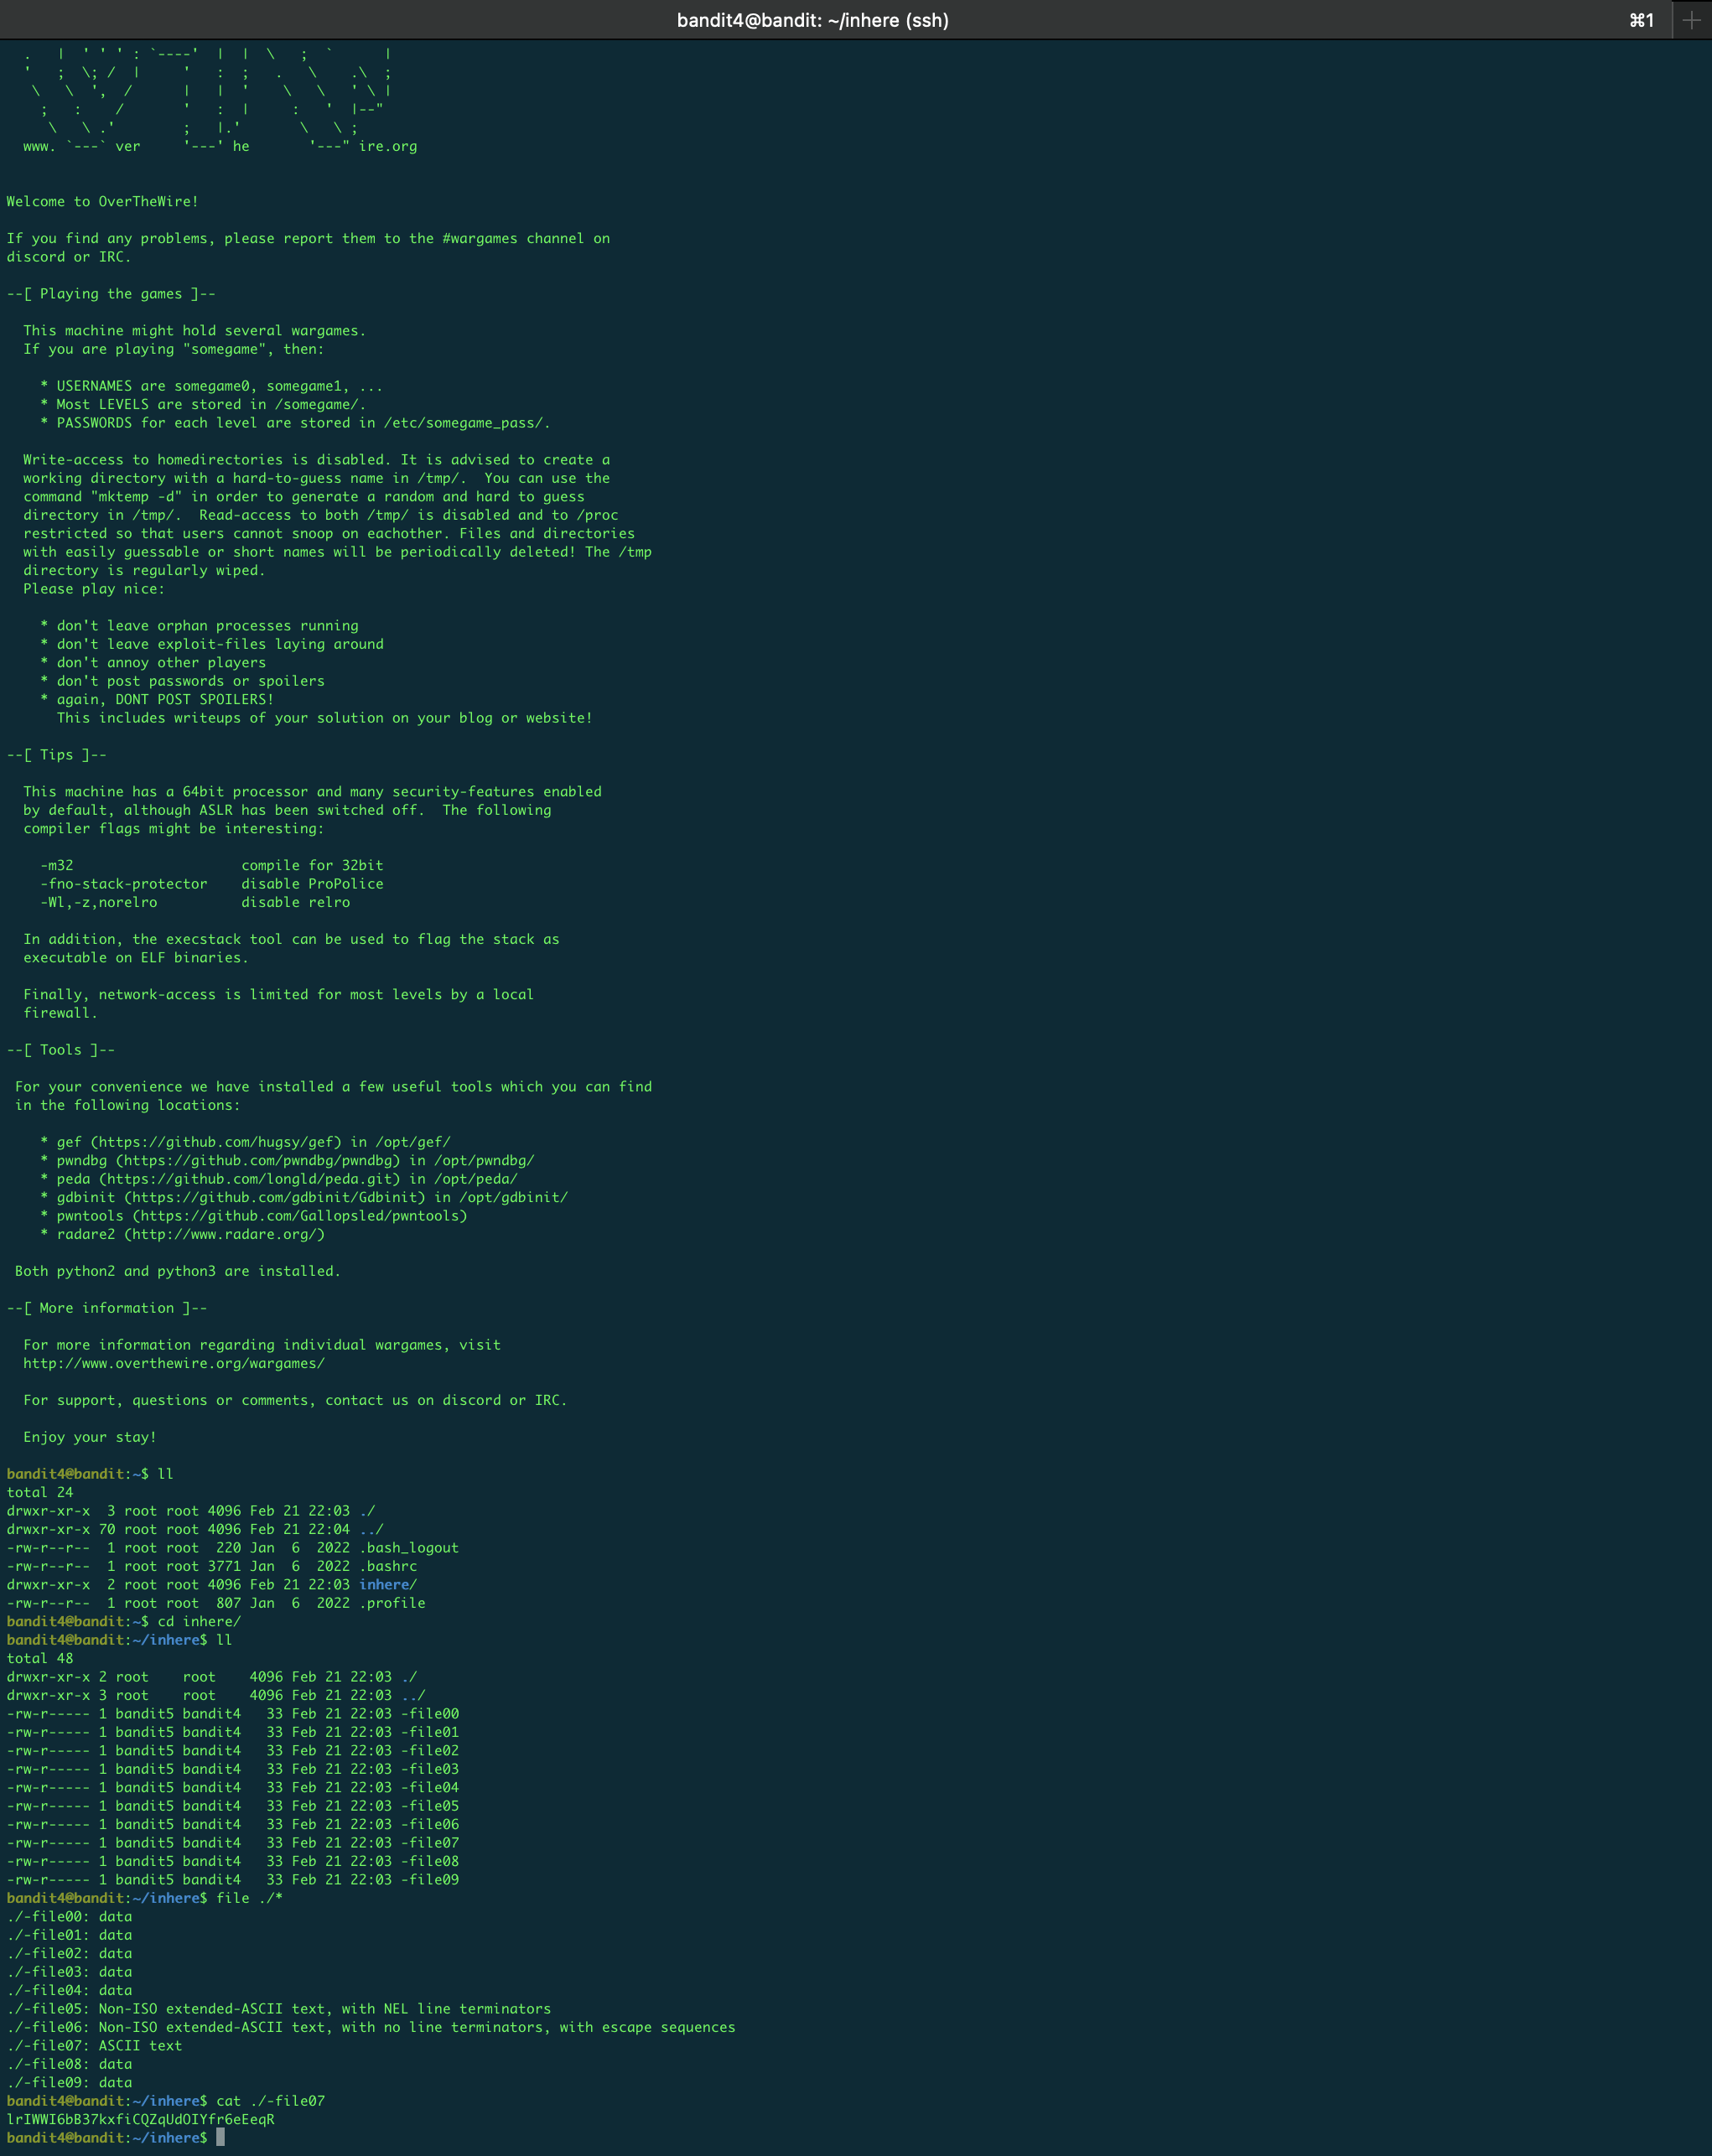 bandit4@bandit: ~/inhere (ssh)
⌘1
  .   |  ' ' ' : `----'  |  |  \   ;  `      |
  '   ;  \; /  |     '   :  ;   .   \    .\  ;
   \   \  ',  /      |   |  '    \   \   ' \ |
    ;   :    /       '   :  |     :   '  |--"
     \   \ .'        ;   |.'       \   \ ;
  www. `---` ver     '---' he       '---" ire.org
Welcome to OverTheWire!
If you find any problems, please report them to the #wargames channel on
discord or IRC.
--[ Playing the games ]--
  This machine might hold several wargames.
  If you are playing "somegame", then:
    * USERNAMES are somegame0, somegame1, ...
    * Most LEVELS are stored in /somegame/.
    * PASSWORDS for each level are stored in /etc/somegame_pass/.
  Write-access to homedirectories is disabled. It is advised to create a
  working directory with a hard-to-guess name in /tmp/.  You can use the
  command "mktemp -d" in order to generate a random and hard to guess
  directory in /tmp/.  Read-access to both /tmp/ is disabled and to /proc
  restricted so that users cannot snoop on eachother. Files and directories
  with easily guessable or short names will be periodically deleted! The /tmp
  directory is regularly wiped.
  Please play nice:
    * don't leave orphan processes running
    * don't leave exploit-files laying around
    * don't annoy other players
    * don't post passwords or spoilers
    * again, DONT POST SPOILERS!
      This includes writeups of your solution on your blog or website!
--[ Tips ]--
  This machine has a 64bit processor and many security-features enabled
  by default, although ASLR has been switched off.  The following
  compiler flags might be interesting:
    -m32                    compile for 32bit
    -fno-stack-protector    disable ProPolice
    -Wl,-z,norelro          disable relro
  In addition, the execstack tool can be used to flag the stack as
  executable on ELF binaries.
  Finally, network-access is limited for most levels by a local
  firewall.
--[ Tools ]--
 For your convenience we have installed a few useful tools which you can find
 in the following locations:
    * gef (https://github.com/hugsy/gef) in /opt/gef/
    * pwndbg (https://github.com/pwndbg/pwndbg) in /opt/pwndbg/
    * peda (https://github.com/longld/peda.git) in /opt/peda/
    * gdbinit (https://github.com/gdbinit/Gdbinit) in /opt/gdbinit/
    * pwntools (https://github.com/Gallopsled/pwntools)
    * radare2 (http://www.radare.org/)
 Both python2 and python3 are installed.
--[ More information ]--
  For more information regarding individual wargames, visit
  http://www.overthewire.org/wargames/
  For support, questions or comments, contact us on discord or IRC.
  Enjoy your stay!
bandit4@bandit:~$ ll
total 24
drwxr-xr-x  3 root root 4096 Feb 21 22:03 ./
drwxr-xr-x 70 root root 4096 Feb 21 22:04 ../
-rw-r--r--  1 root root  220 Jan  6  2022 .bash_logout
-rw-r--r--  1 root root 3771 Jan  6  2022 .bashrc
drwxr-xr-x  2 root root 4096 Feb 21 22:03 inhere/
-rw-r--r--  1 root root  807 Jan  6  2022 .profile
bandit4@bandit:~$ cd inhere/
bandit4@bandit:~/inhere$ ll
total 48
drwxr-xr-x 2 root    root    4096 Feb 21 22:03 ./
drwxr-xr-x 3 root    root    4096 Feb 21 22:03 ../
-rw-r----- 1 bandit5 bandit4   33 Feb 21 22:03 -file00
-rw-r----- 1 bandit5 bandit4   33 Feb 21 22:03 -file01
-rw-r----- 1 bandit5 bandit4   33 Feb 21 22:03 -file02
-rw-r----- 1 bandit5 bandit4   33 Feb 21 22:03 -file03
-rw-r----- 1 bandit5 bandit4   33 Feb 21 22:03 -file04
-rw-r----- 1 bandit5 bandit4   33 Feb 21 22:03 -file05
-rw-r----- 1 bandit5 bandit4   33 Feb 21 22:03 -file06
-rw-r----- 1 bandit5 bandit4   33 Feb 21 22:03 -file07
-rw-r----- 1 bandit5 bandit4   33 Feb 21 22:03 -file08
-rw-r----- 1 bandit5 bandit4   33 Feb 21 22:03 -file09
bandit4@bandit:~/inhere$ file ./*
./-file00: data
./-file01: data
./-file02: data
./-file03: data
./-file04: data
./-file05: Non-ISO extended-ASCII text, with NEL line terminators
./-file06: Non-ISO extended-ASCII text, with no line terminators, with escape sequences
./-file07: ASCII text
./-file08: data
./-file09: data
bandit4@bandit:~/inhere$ cat ./-file07
lrIWWI6bB37kxfiCQZqUdOIYfr6eEeqR
bandit4@bandit:~/inhere$